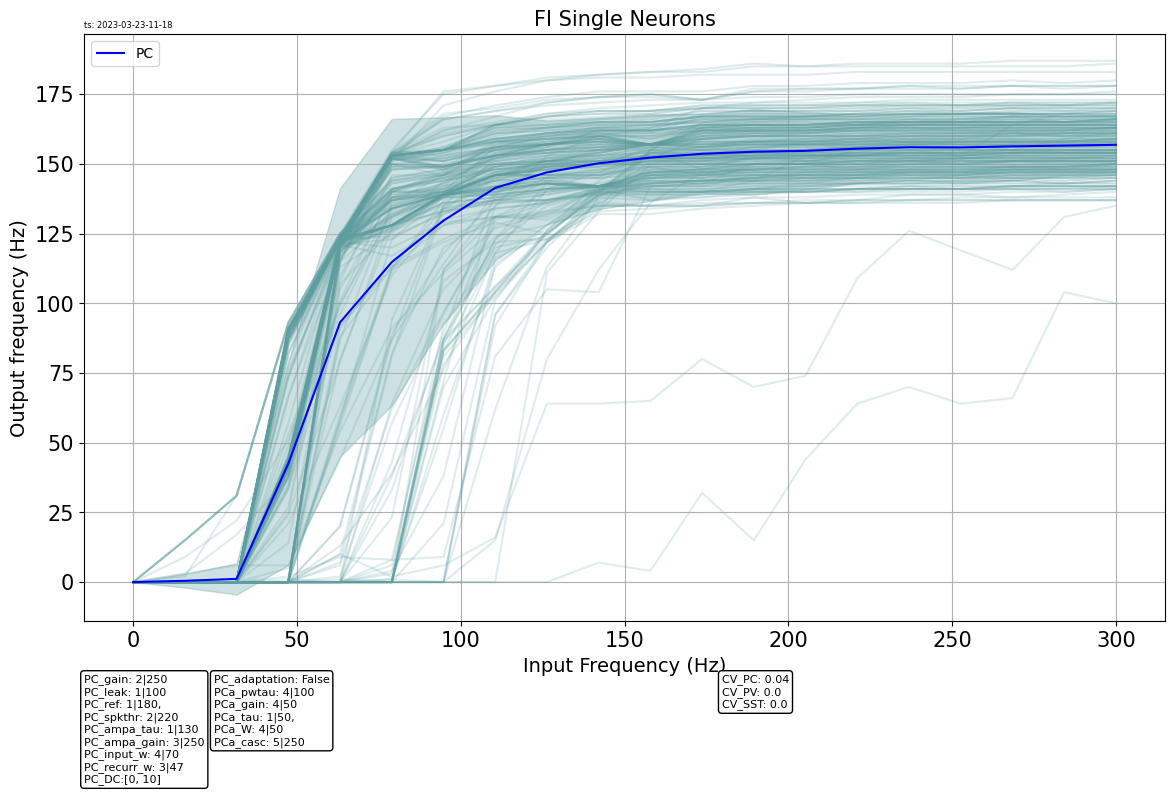 FI Single Neurons
ts: 2023-03-23-11-18
PC
Output frequency (Hz)
175
150
125
100
75
50
25
0
0 50 100 150 200 250 300
Input Frequency (Hz)
PC_gain: 2|250
PC_leak: 1|100
PC_ref: 1|180,
PC_spkthr: 2|220
PC_ampa_tau: 1|130
PC_ampa_gain: 3|250
PC_input_w: 4|70
PC_recurr_w: 3|47
PC_DC:[0, 10]
PC_adaptation: False
PCa_pwtau: 4|100
PCa_gain: 4|50
PCa_tau: 1|50,
PCa_W: 4|50
PCa_casc: 5|250
CV_PC: 0.04
CV_PV: 0.0
CV_SST: 0.0